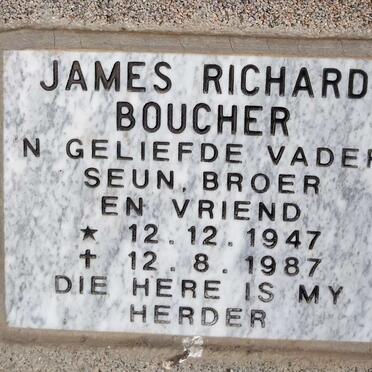 JAMES RICHARD
BOUCHER
'N GELIEFDE VADER
SEUN, BROER
EN VRIEND
* 12.12.1947
✝ 12.8.1987
DIE HERE IS MY
HERDER